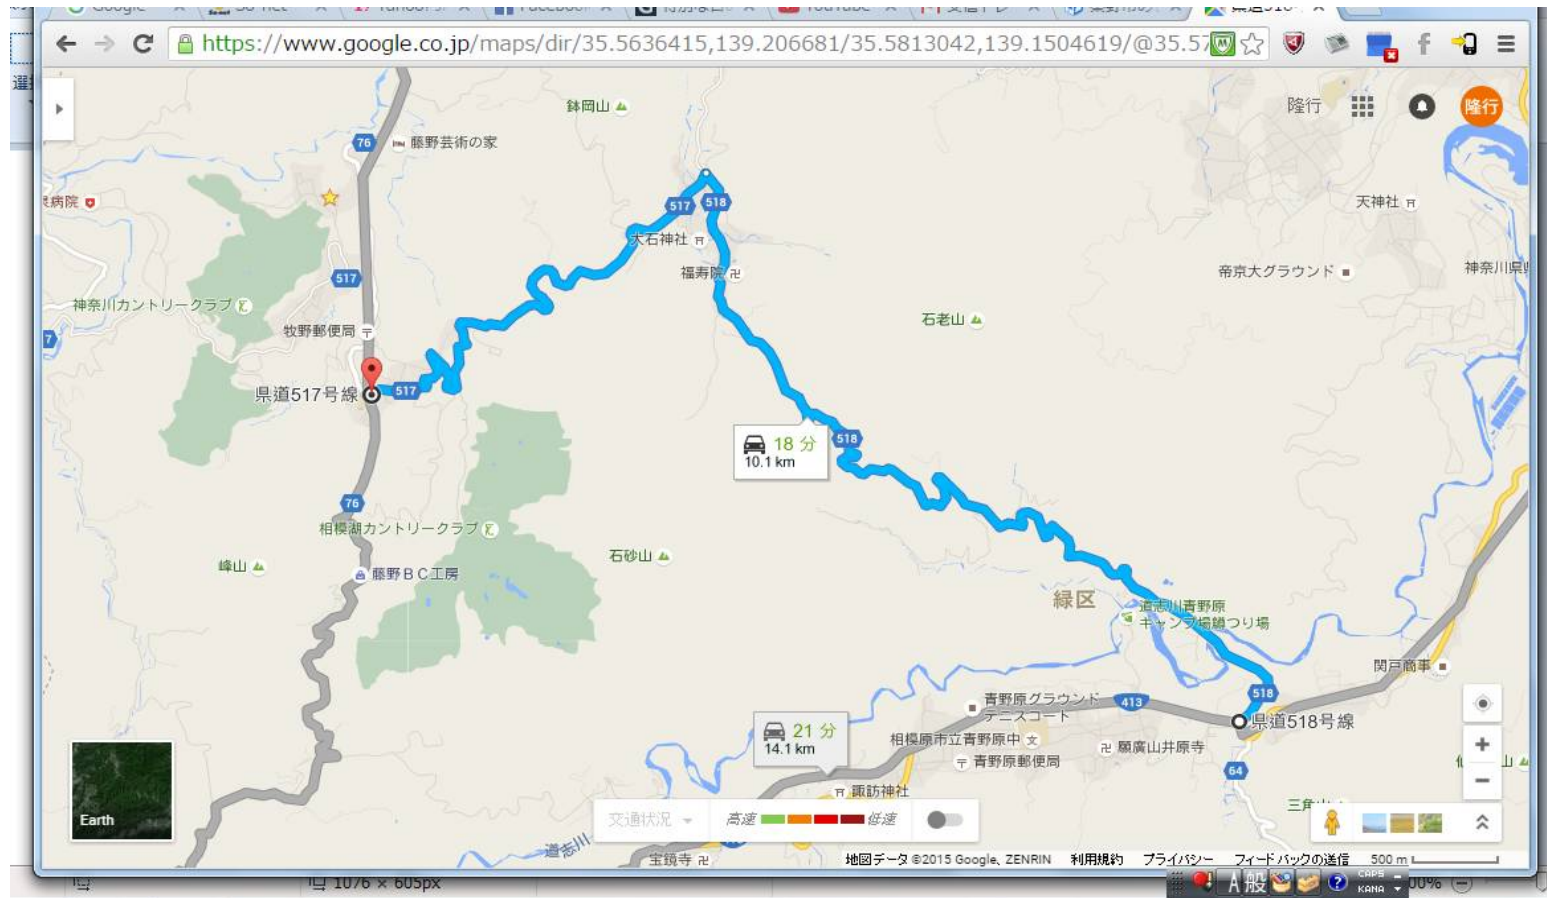 Google
So-net
Facebook
YouTube
https://www.google.co.jp/maps/dir/35.5636415,139.206681/35.5813042,139.1504619/@35.57
鉢岡山
隆行
隆行
76
藤野芸術の家
病院
517
518
天神社
大石神社
福寿院
帝京大グラウンド
神奈川県
517
神奈川カントリークラブ
石老山
牧野郵便局
7
県道517号線
517
18 分
10.1 km
518
76
相模湖カントリークラブ
石砂山
峰山
藤野BC工房
緑区
道志川青野原
キャンプ場鱒つり場
関戸商事
518
青野原グラウンド
テニスコート
413
県道518号線
21 分
14.1 km
相模原市立青野原中
願廣山井原寺
青野原郵便局
64
諏訪神社
三角山
Earth
交通状況
高速
低速
道志川
宝鏡寺
地図データ ©2015 Google、ZENRIN
利用規約
プライバシー
フィードバックの送信
500 m
1076 × 605px
A般
CAPS
KANA
00%